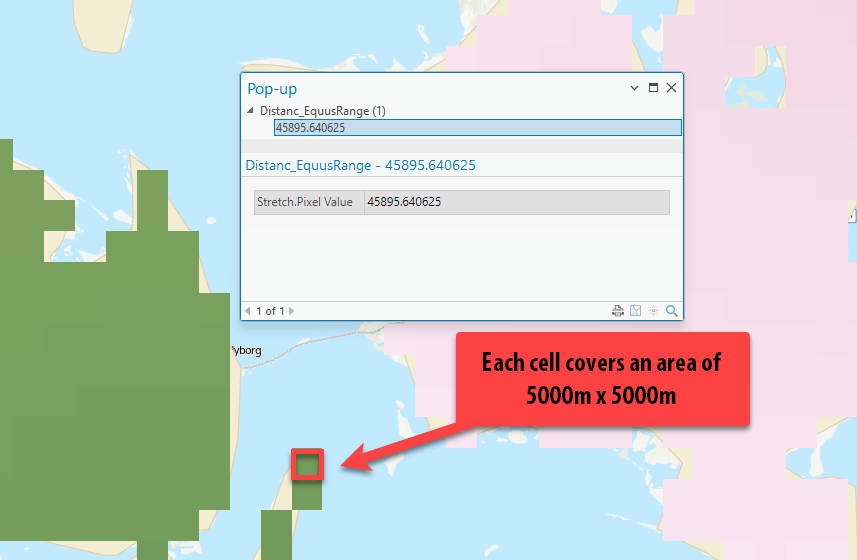 Pop-up
Distanc_EquusRange (1)
45895.640625
Distanc_EquusRange - 45895.640625
Stretch.Pixel Value 45895.640625
1 of 1
yborg
Each cell covers an area of
5000m x 5000m